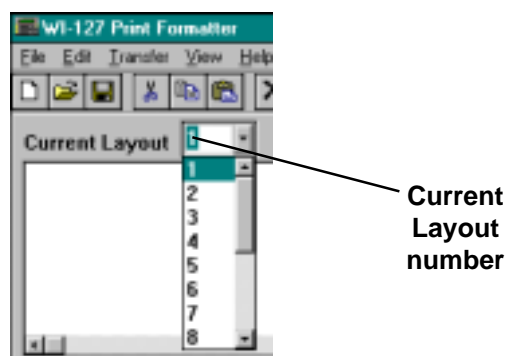 WI-127 Print Formatter
File Edit Transfer View Help
Current Layout 1
1
2
3
4
5
6
7
8
Current
Layout
number